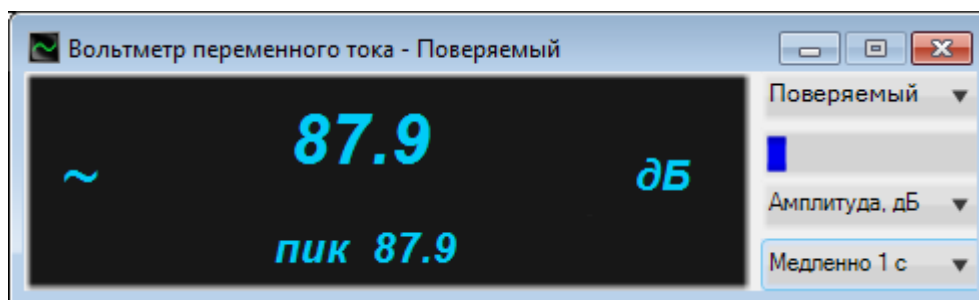 Вольтметр переменного тока - Поверяемый
87.9
~
дБ
пик 87.9
Поверяемый
Амплитуда, дБ
Медленно 1 с